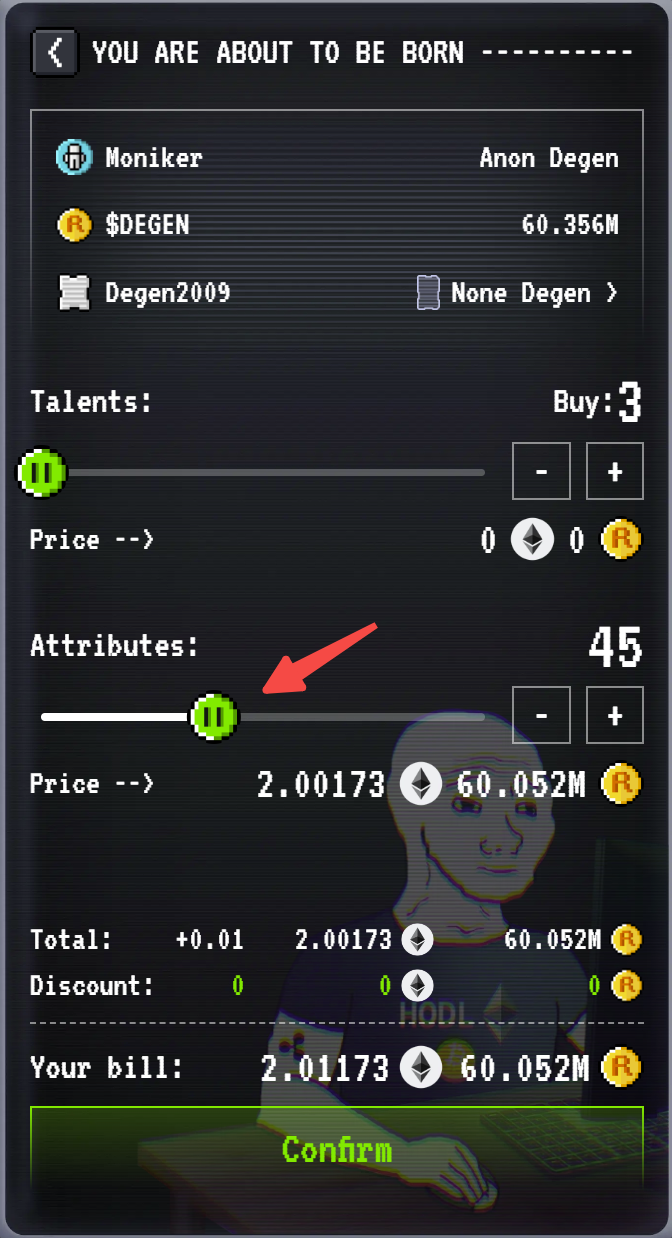 YOU ARE ABOUT TO BE BORN ----------
Moniker Anon Degen
R $DEGEN 60.356M
Degen2009 None Degen >
Talents: Buy:3
- +
Price --> 0 0 R
Attributes: 45
- +
Price --> 2.00173 60.052M R
Total: +0.01 2.00173 60.052M R
Discount: 0 0 0 R
HODL
Your bill: 2.01173 60.052M R
Confirm